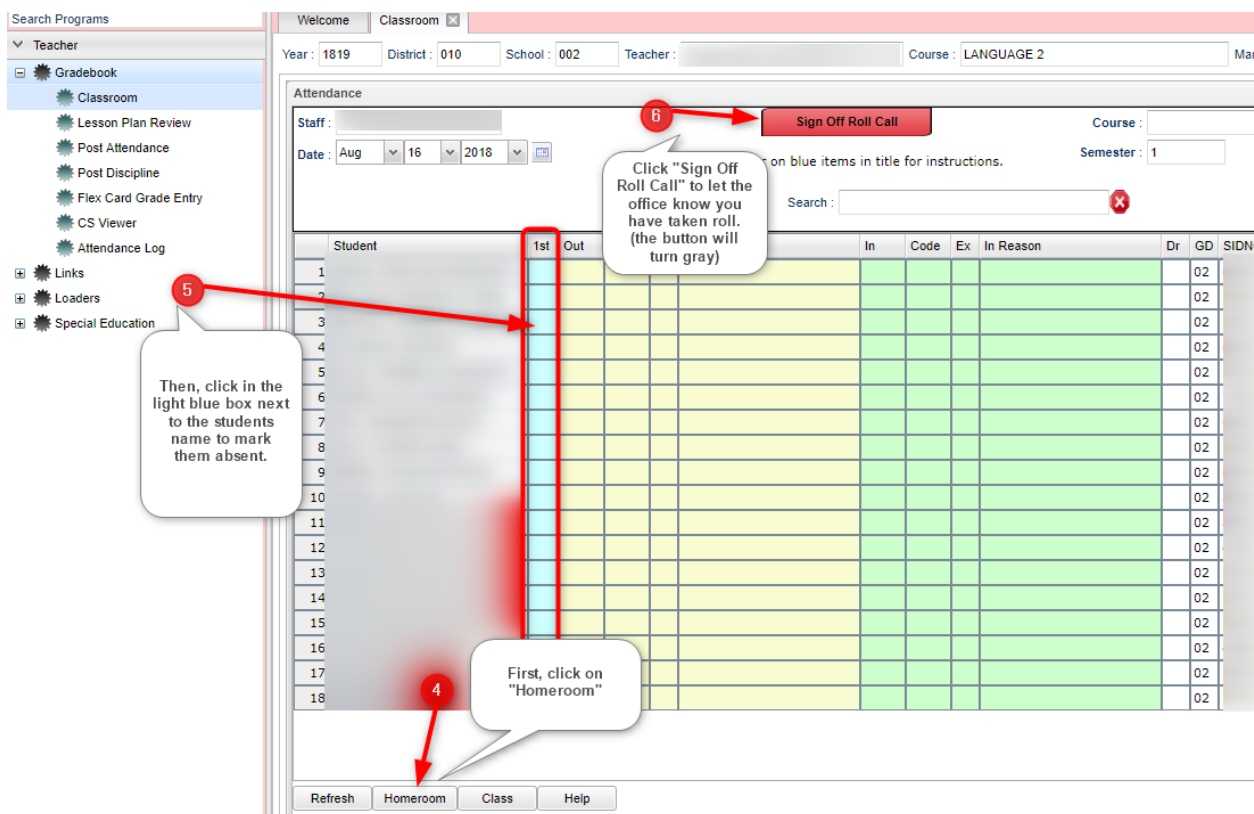 Search Programs
Welcome Classroom
Teacher
Year : 1819 District : 010 School : 002 Teacher : Course : LANGUAGE 2 Mar
Gradebook
Classroom
Lesson Plan Review
Post Attendance
Post Discipline
Flex Card Grade Entry
CS Viewer
Attendance Log
Links
Loaders
Special Education
Attendance
Staff :
6
Sign Off Roll Call
Course :
Date : Aug 16 2018
on blue items in title for instructions.
Semester : 1
Click "Sign Off
Roll Call" to let the
office know you
have taken roll.
(the button will
turn gray)
Search :
Student 1st Out In Code Ex In Reason Dr GD SIDN
1 02
2 02
3 02
4 02
5 02
6 02
7 02
8 02
9 02
10 02
11 02
12 02
13 02
14 02
15 02
16 02
17 02
18 02
5
Then, click in the
light blue box next
to the students
name to mark
them absent.
4
First, click on
"Homeroom"
Refresh Homeroom Class Help